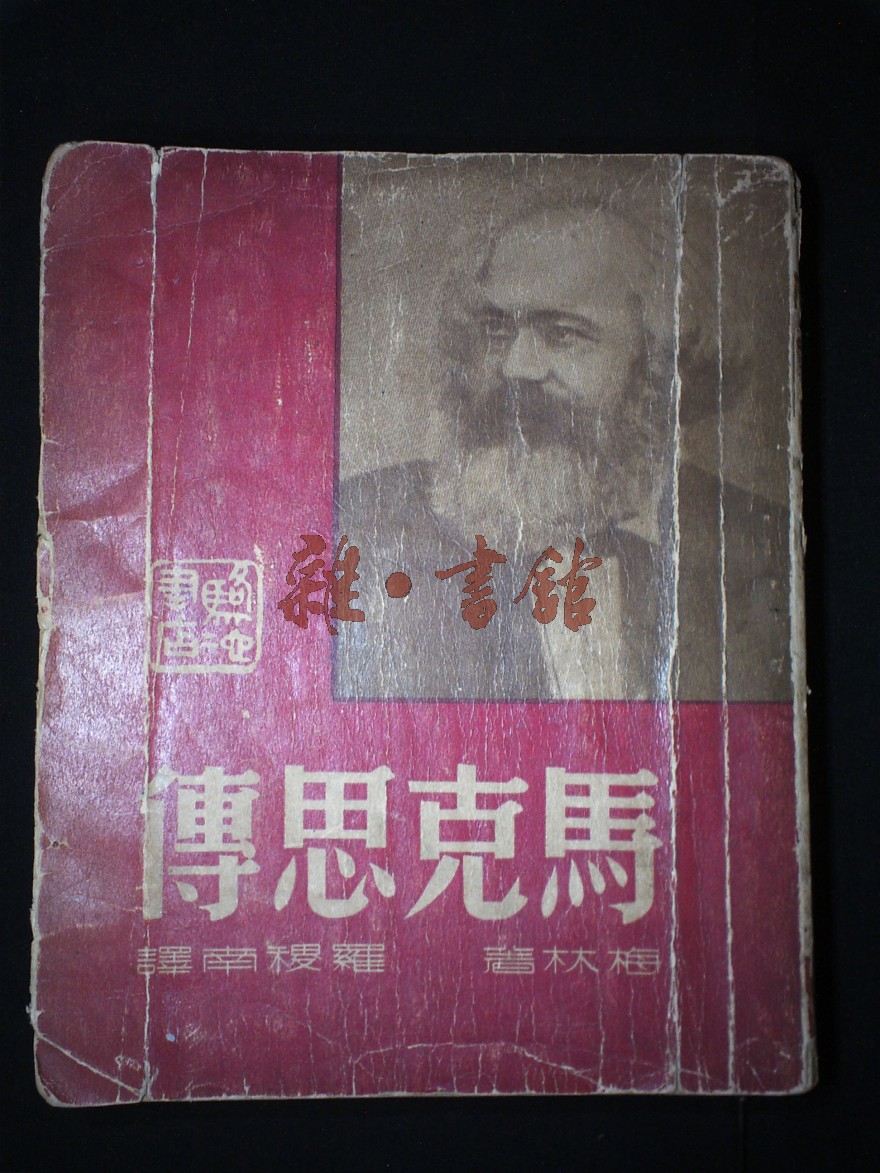 駱駝
書店
雜·書館
馬克思傳
梅林著 羅稷南譯